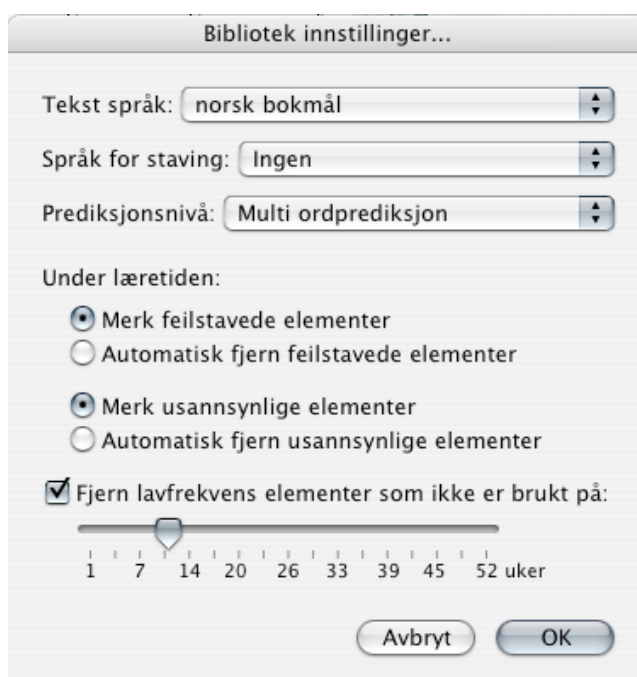 Bibliotek innstillinger...
Tekst språk: norsk bokmål
Språk for staving: Ingen
Prediksjonsnivå: Multi ordprediksjon
Under læretiden:
Merk feilstavede elementer
Automatisk fjern feilstavede elementer
Merk usannsynlige elementer
Automatisk fjern usannsynlige elementer
Fjern lavfrekvens elementer som ikke er brukt på:
1 7 14 20 26 33 39 45 52 uker
Avbryt OK